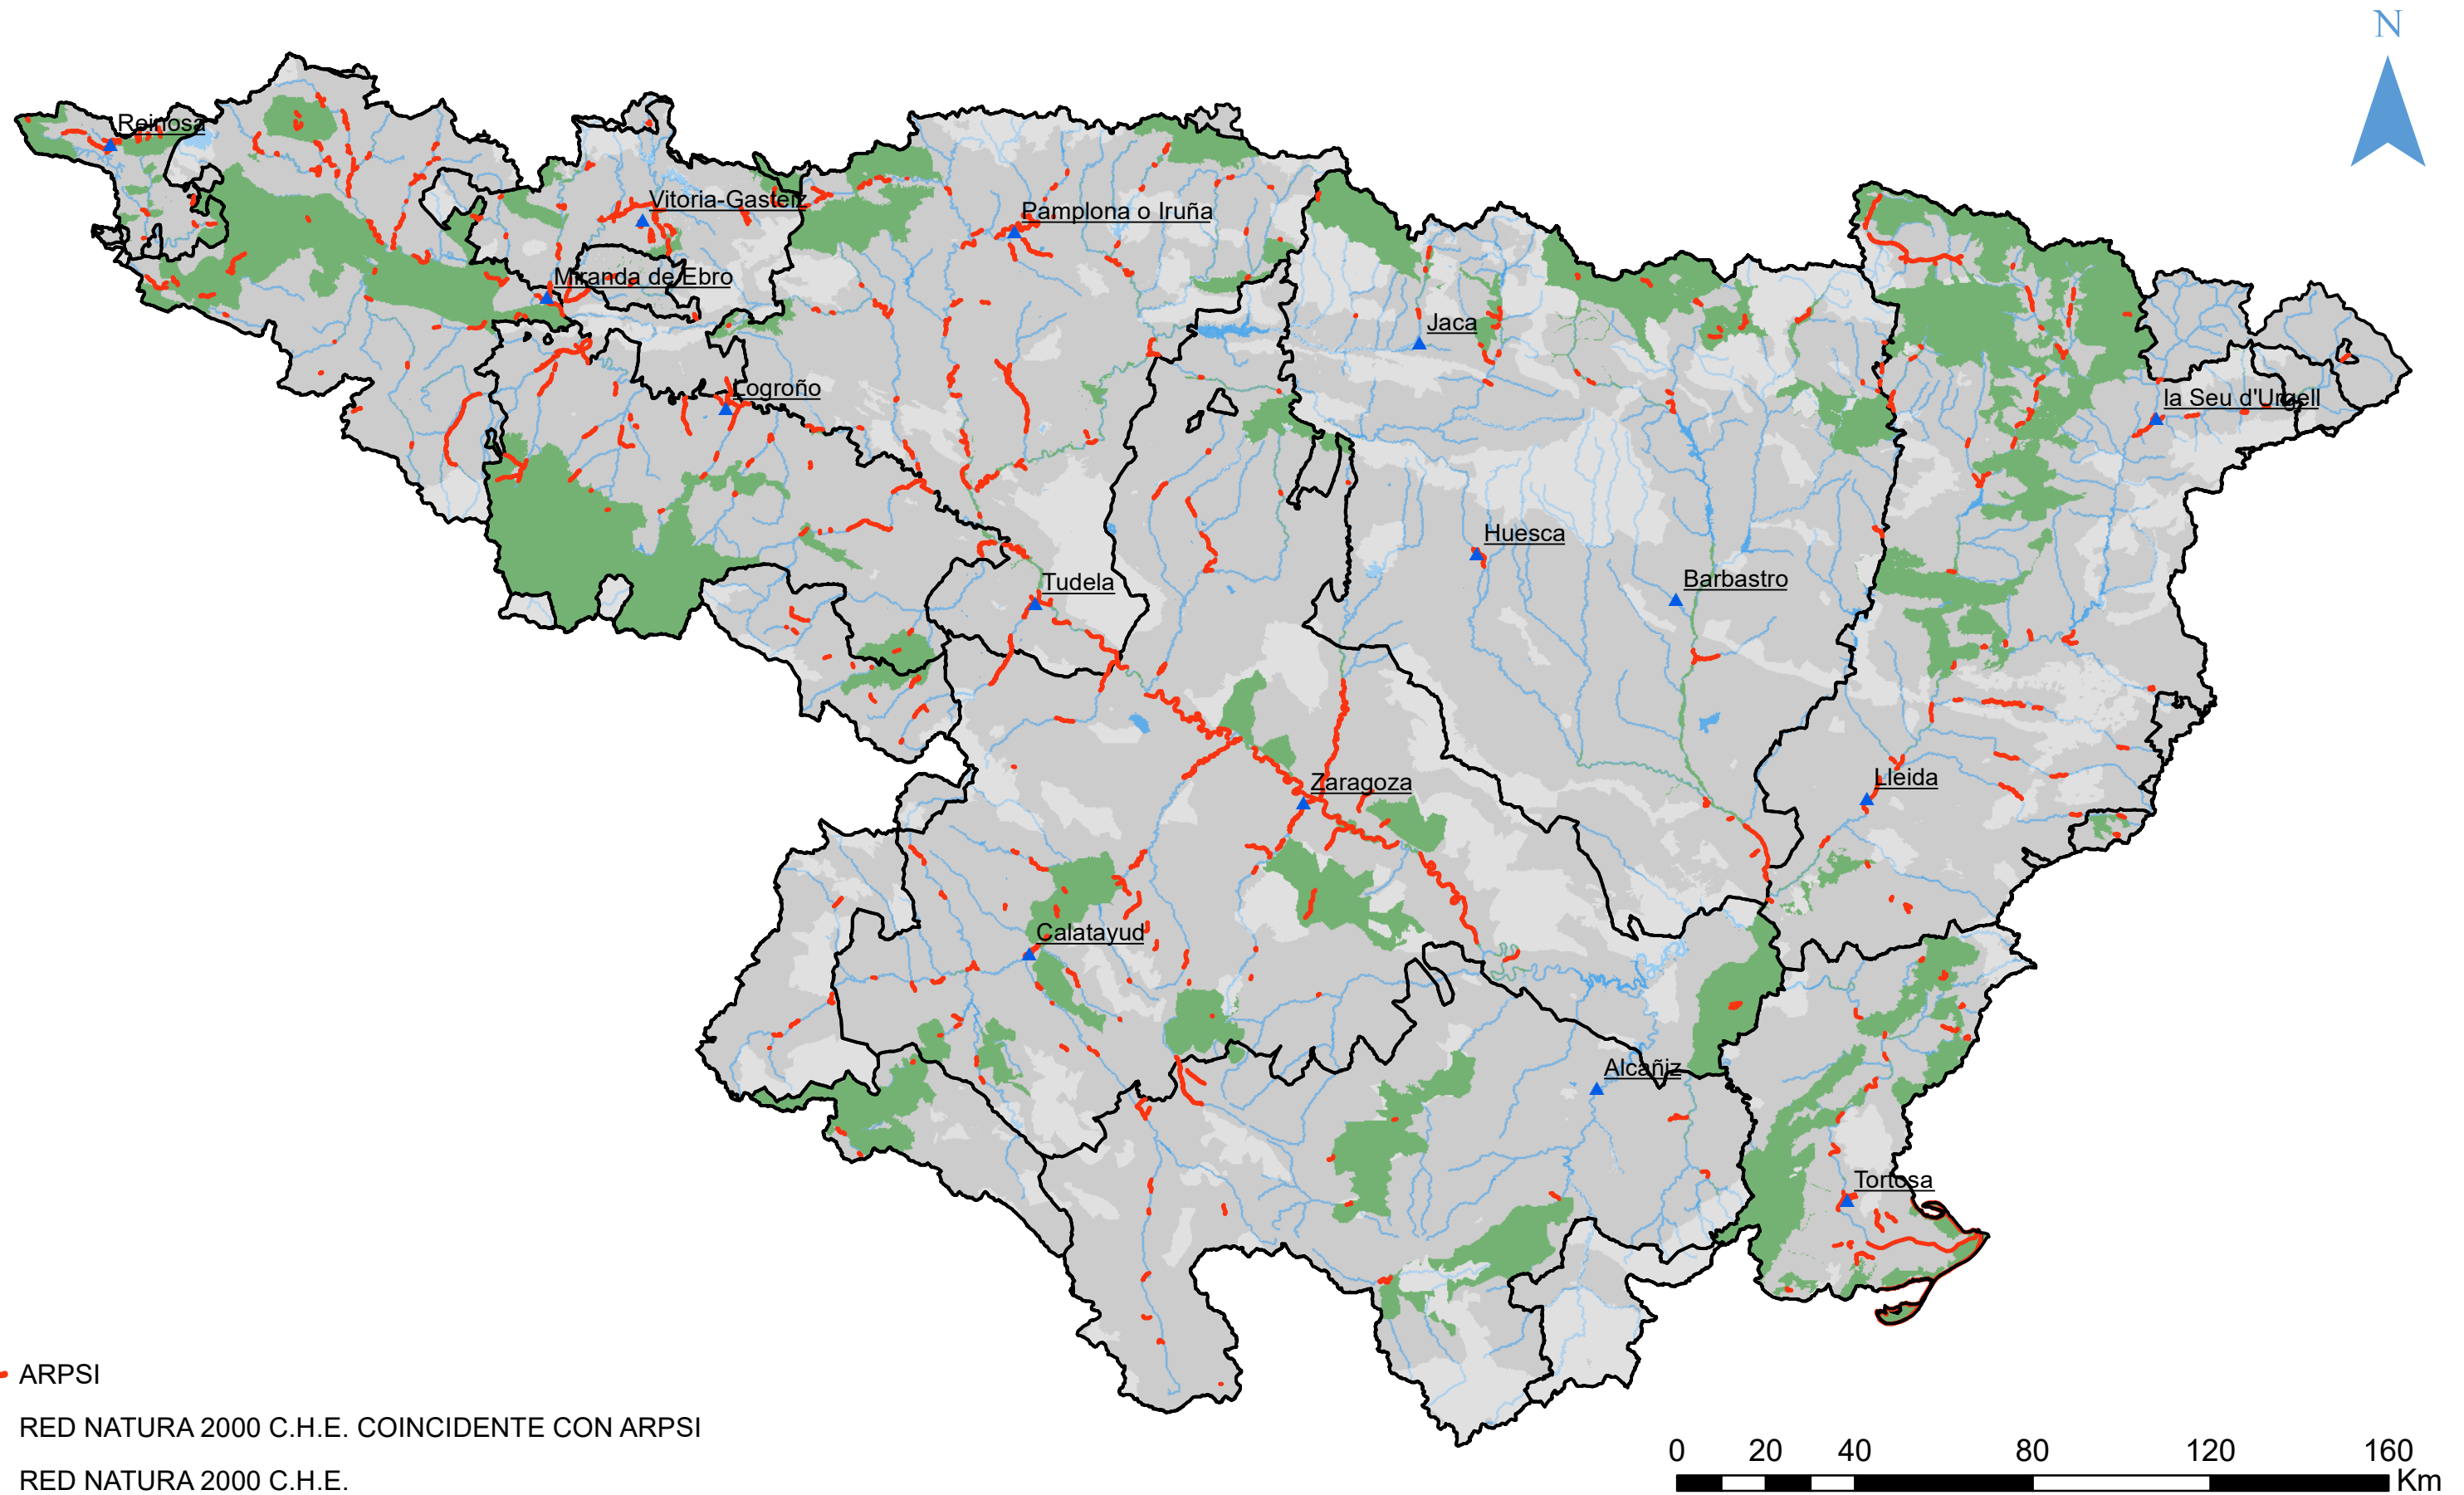 N
Reinosa
Vitoria-Gasteiz
Pamplona o Iruña
Miranda de Ebro
Jaca
Logroño
la Seu d'Urgell
Huesca
Barbastro
Tudela
Zaragoza
Lleida
Calatayud
Alcañiz
Tortosa
ARPSI
RED NATURA 2000 C.H.E. COINCIDENTE CON ARPSI
RED NATURA 2000 C.H.E.
0 20 40 80 120 160
Km